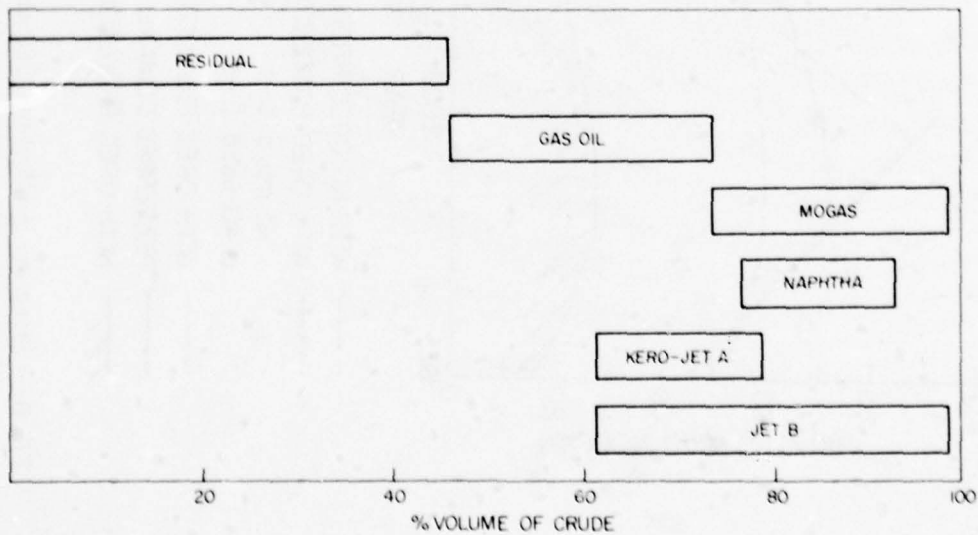 RESIDUAL
GAS OIL
MOGAS
NAPHTHA
KERO-JET A
JET B
20 40 60 80 100
% VOLUME OF CRUDE